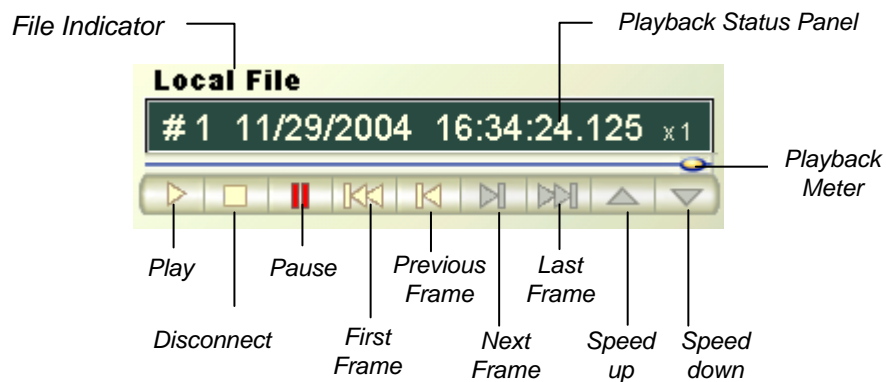 File Indicator
Playback Status Panel
Local File
# 1 11/29/2004 16:34:24.125 x 1
Playback
Meter
Play
Pause
Previous
Frame
Last
Frame
Disconnect
First
Frame
Next
Frame
Speed
up
Speed
down